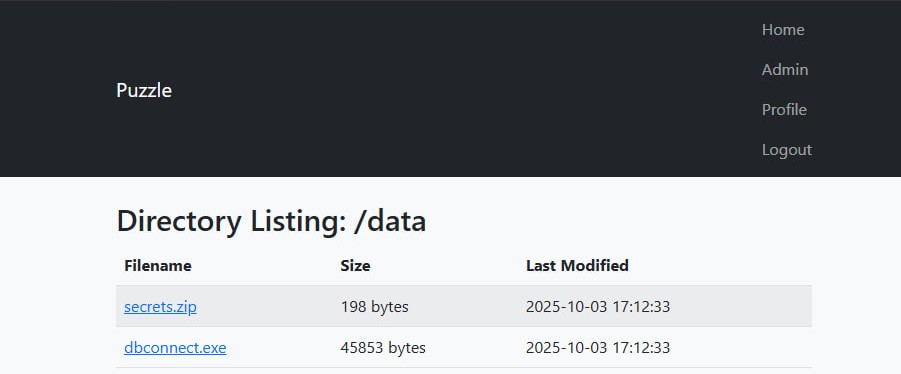 Home
Admin
Puzzle
Profile
Logout
Directory Listing: /data
Filename Size Last Modified
secrets.zip 198 bytes 2025-10-03 17:12:33
dbconnect.exe 45853 bytes 2025-10-03 17:12:33